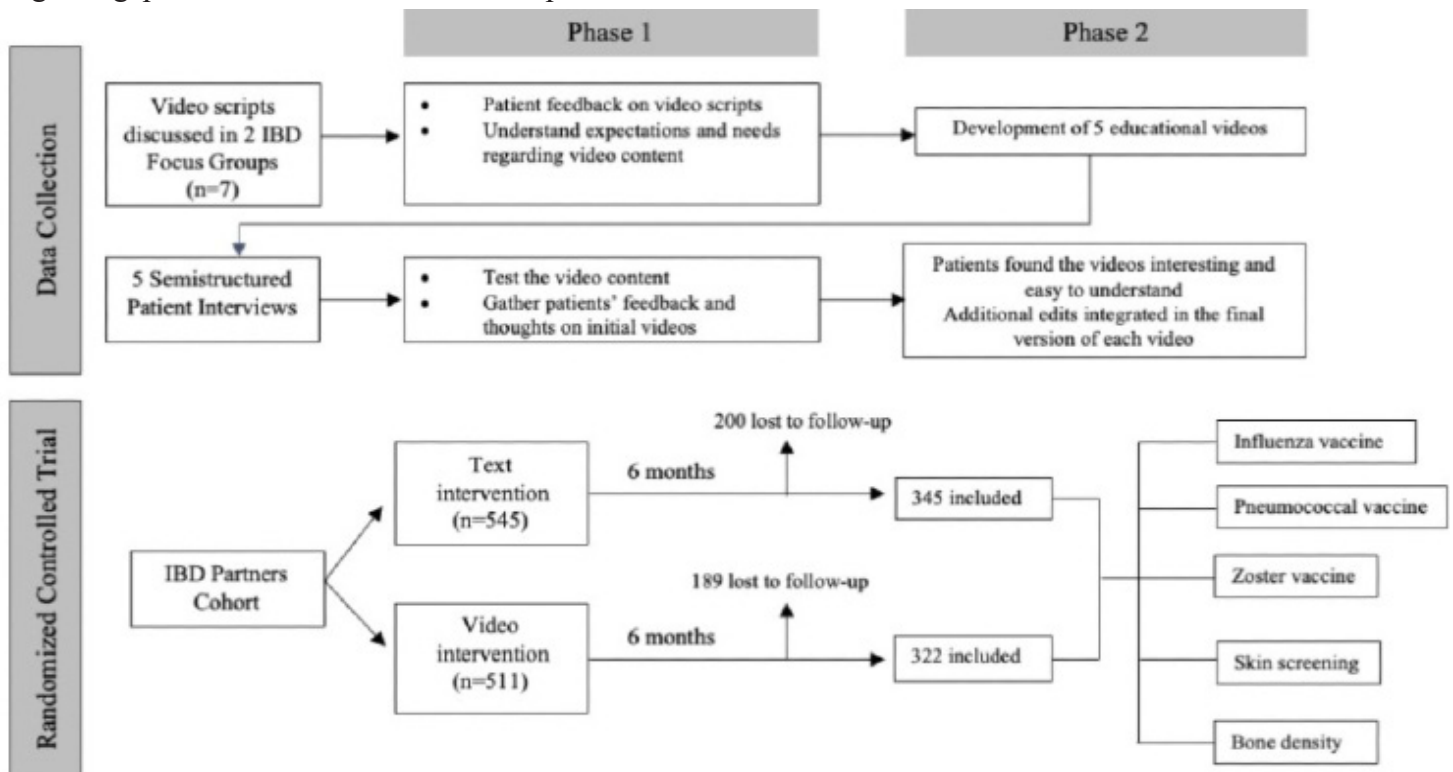 Phase 1
Phase 2
Data Collection
Video scripts
discussed in 2 IBD
Focus Groups
(n=7)
• Patient feedback on video scripts
• Understand expectations and needs
regarding video content
Development of 5 educational videos
5 Semistructured
Patient Interviews
• Test the video content
• Gather patients' feedback and
thoughts on initial videos
Patients found the videos interesting and
easy to understand
Additional edits integrated in the final
version of each video
Randomized Controlled Trial
IBD Partners
Cohort
Text
intervention
(n=545)
6 months
200 lost to follow-up
345 included
Video
intervention
(n=511)
6 months
189 lost to follow-up
322 included
Influenza vaccine
Pneumococcal vaccine
Zoster vaccine
Skin screening
Bone density